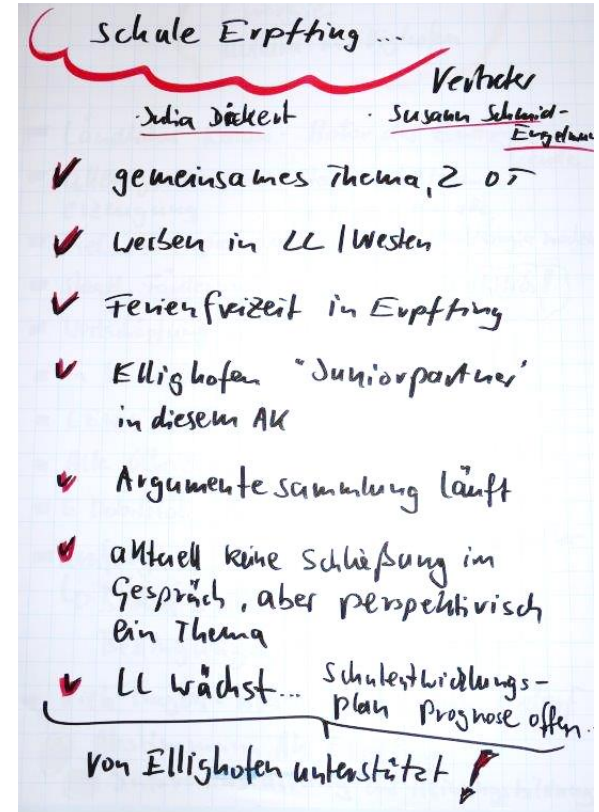 Schule Erpfting...
Vertreter
· Julia Dickert · Susann Schmid-
Engelmann
✓ gemeinsames Thema, 2 OT
✓ Werben in LL / Westen
✓ Ferienfreizeit in Erpfting
✓ Ellighofen "Juniorpartner"
in diesem AK
✓ Argumentesammlung läuft
✓ aktuell keine Schließung im
Gespräch, aber perspektivisch
ein Thema
✓ LL wächst... Schulentwicklungs-
plan Prognose offen..
von Ellighofen unterstützt !